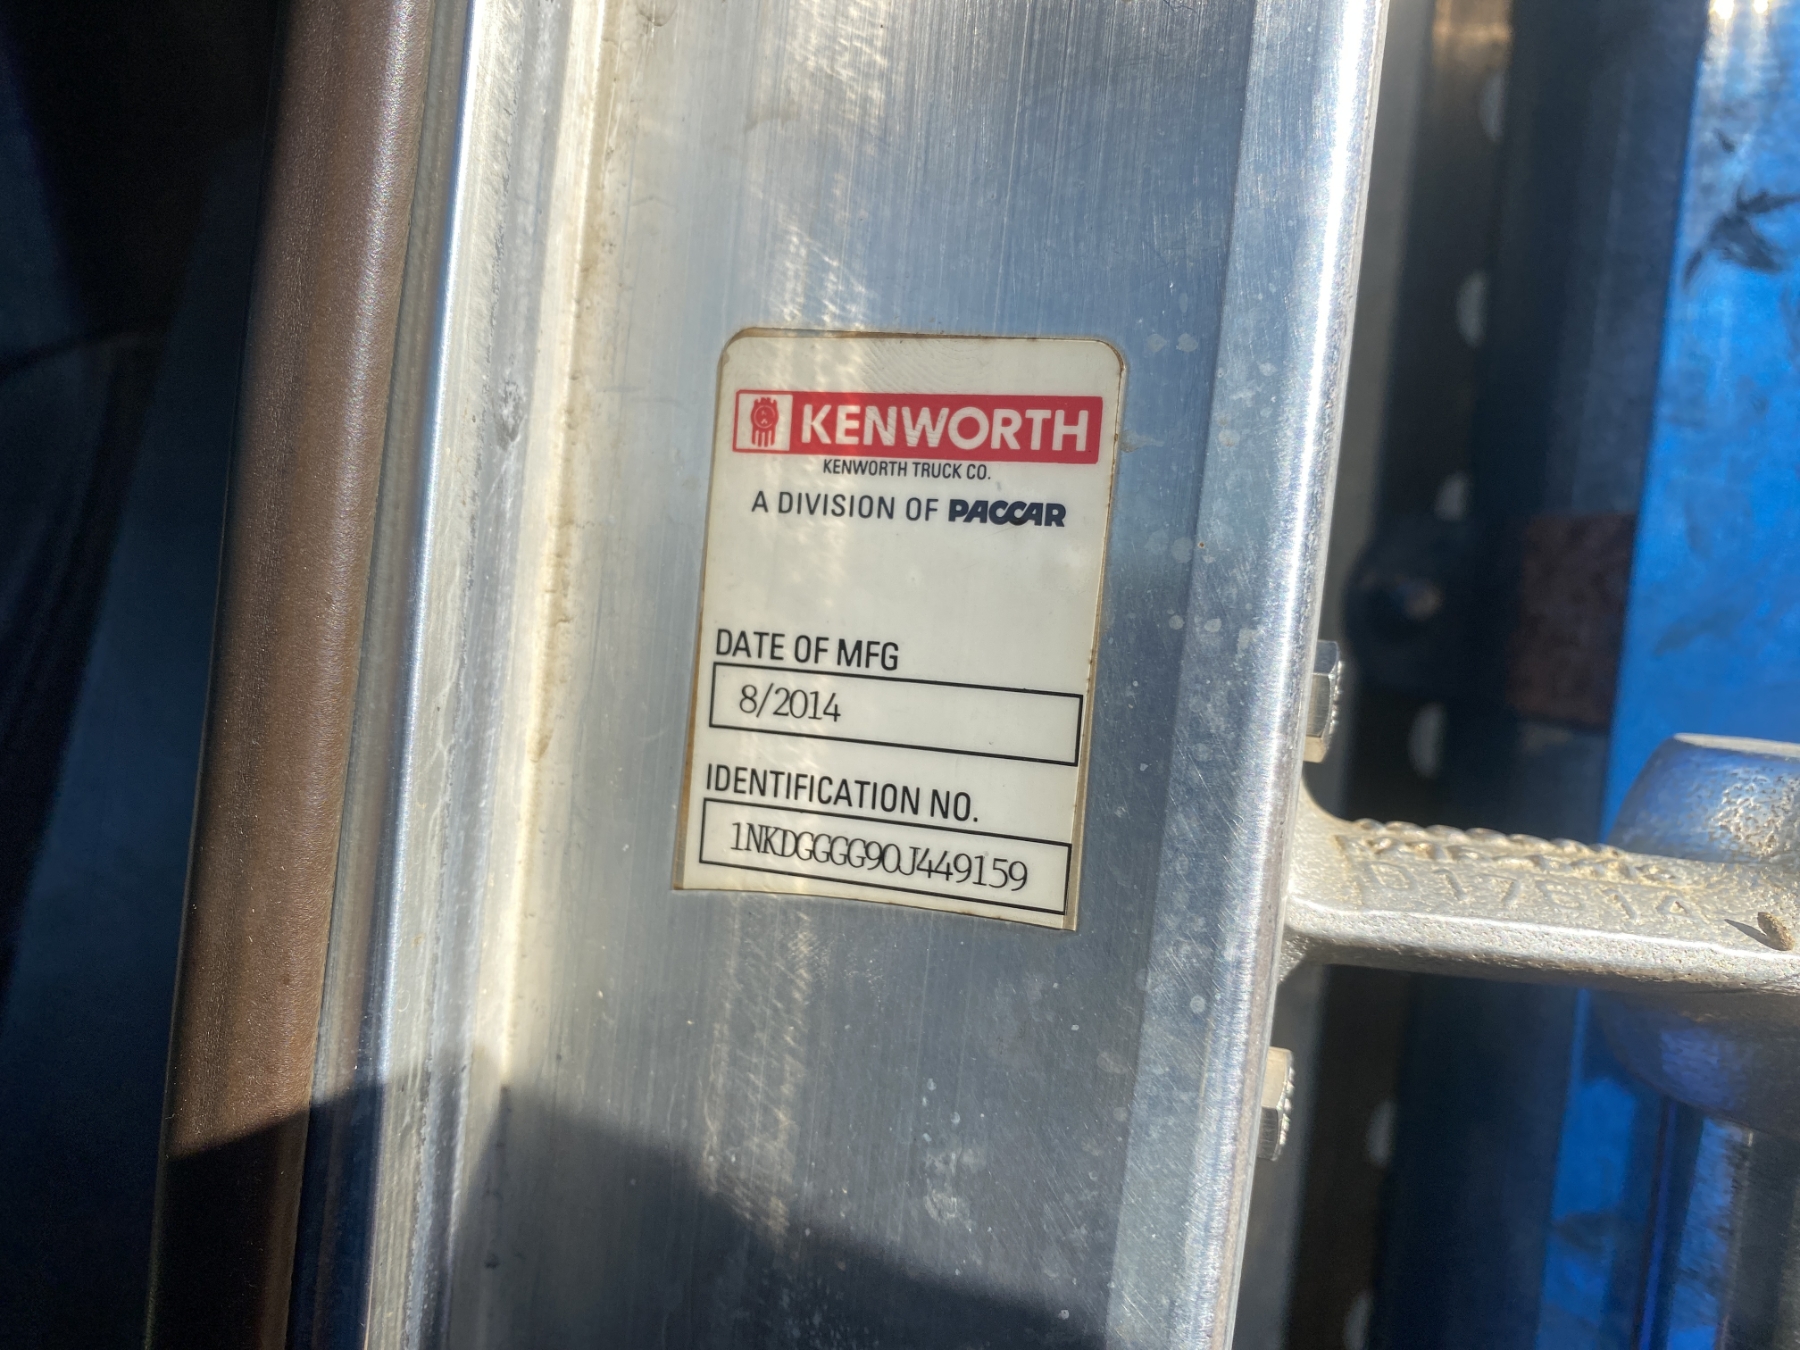 KENWORTH
KENWORTH TRUCK CO.
A DIVISION OF PACCAR
DATE OF MFG
8/2014
IDENTIFICATION NO.
1NKDGGGG90J449159